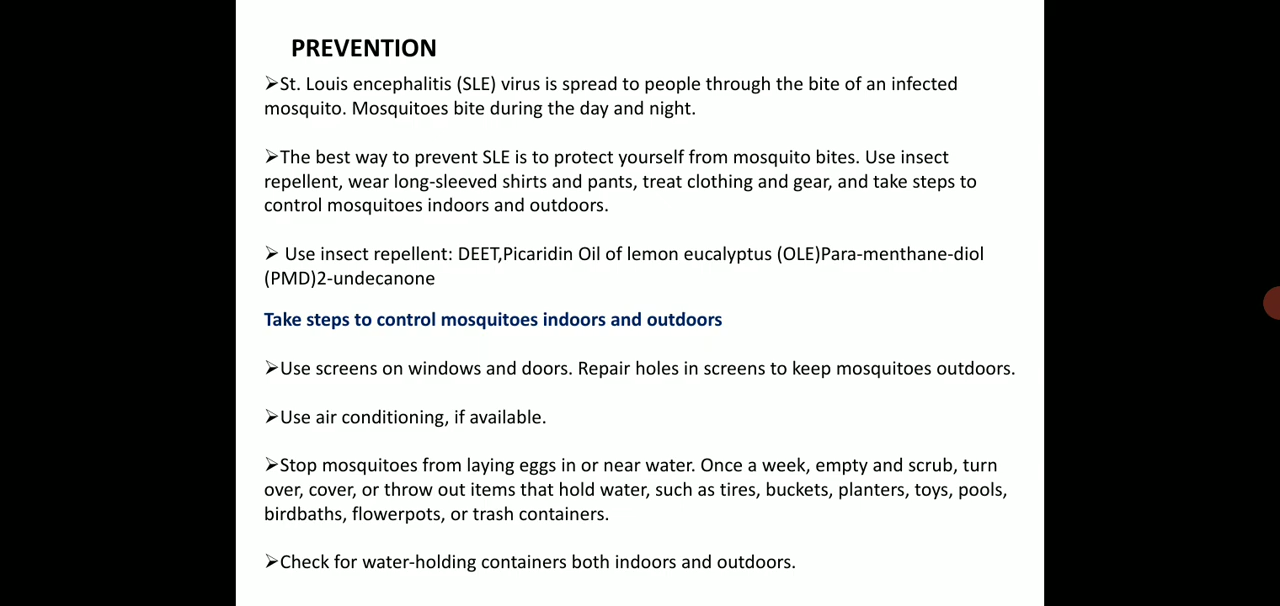 PREVENTION
➢St. Louis encephalitis (SLE) virus is spread to people through the bite of an infected
mosquito. Mosquitoes bite during the day and night.
➢The best way to prevent SLE is to protect yourself from mosquito bites. Use insect
repellent, wear long-sleeved shirts and pants, treat clothing and gear, and take steps to
control mosquitoes indoors and outdoors.
➢ Use insect repellent: DEET,Picaridin Oil of lemon eucalyptus (OLE)Para-menthane-diol
(PMD)2-undecanone
Take steps to control mosquitoes indoors and outdoors
➢Use screens on windows and doors. Repair holes in screens to keep mosquitoes outdoors.
➢Use air conditioning, if available.
➢Stop mosquitoes from laying eggs in or near water. Once a week, empty and scrub, turn
over, cover, or throw out items that hold water, such as tires, buckets, planters, toys, pools,
birdbaths, flowerpots, or trash containers.
➢Check for water-holding containers both indoors and outdoors.